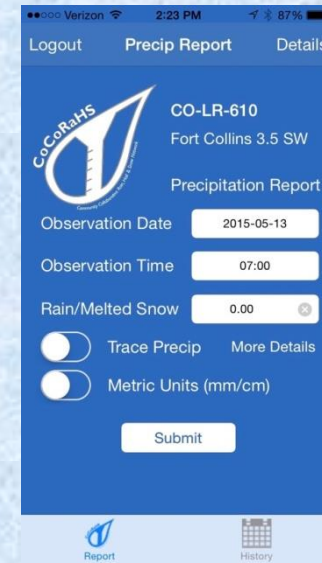 Verizon 2:23 PM 87%
Logout Precip Report Details
CoCoRaHS
CO-LR-610
Fort Collins 3.5 SW
Precipitation Report
Observation Date 2015-05-13
Observation Time 07:00
Rain/Melted Snow 0.00
Trace Precip More Details
Metric Units (mm/cm)
Submit
Report History